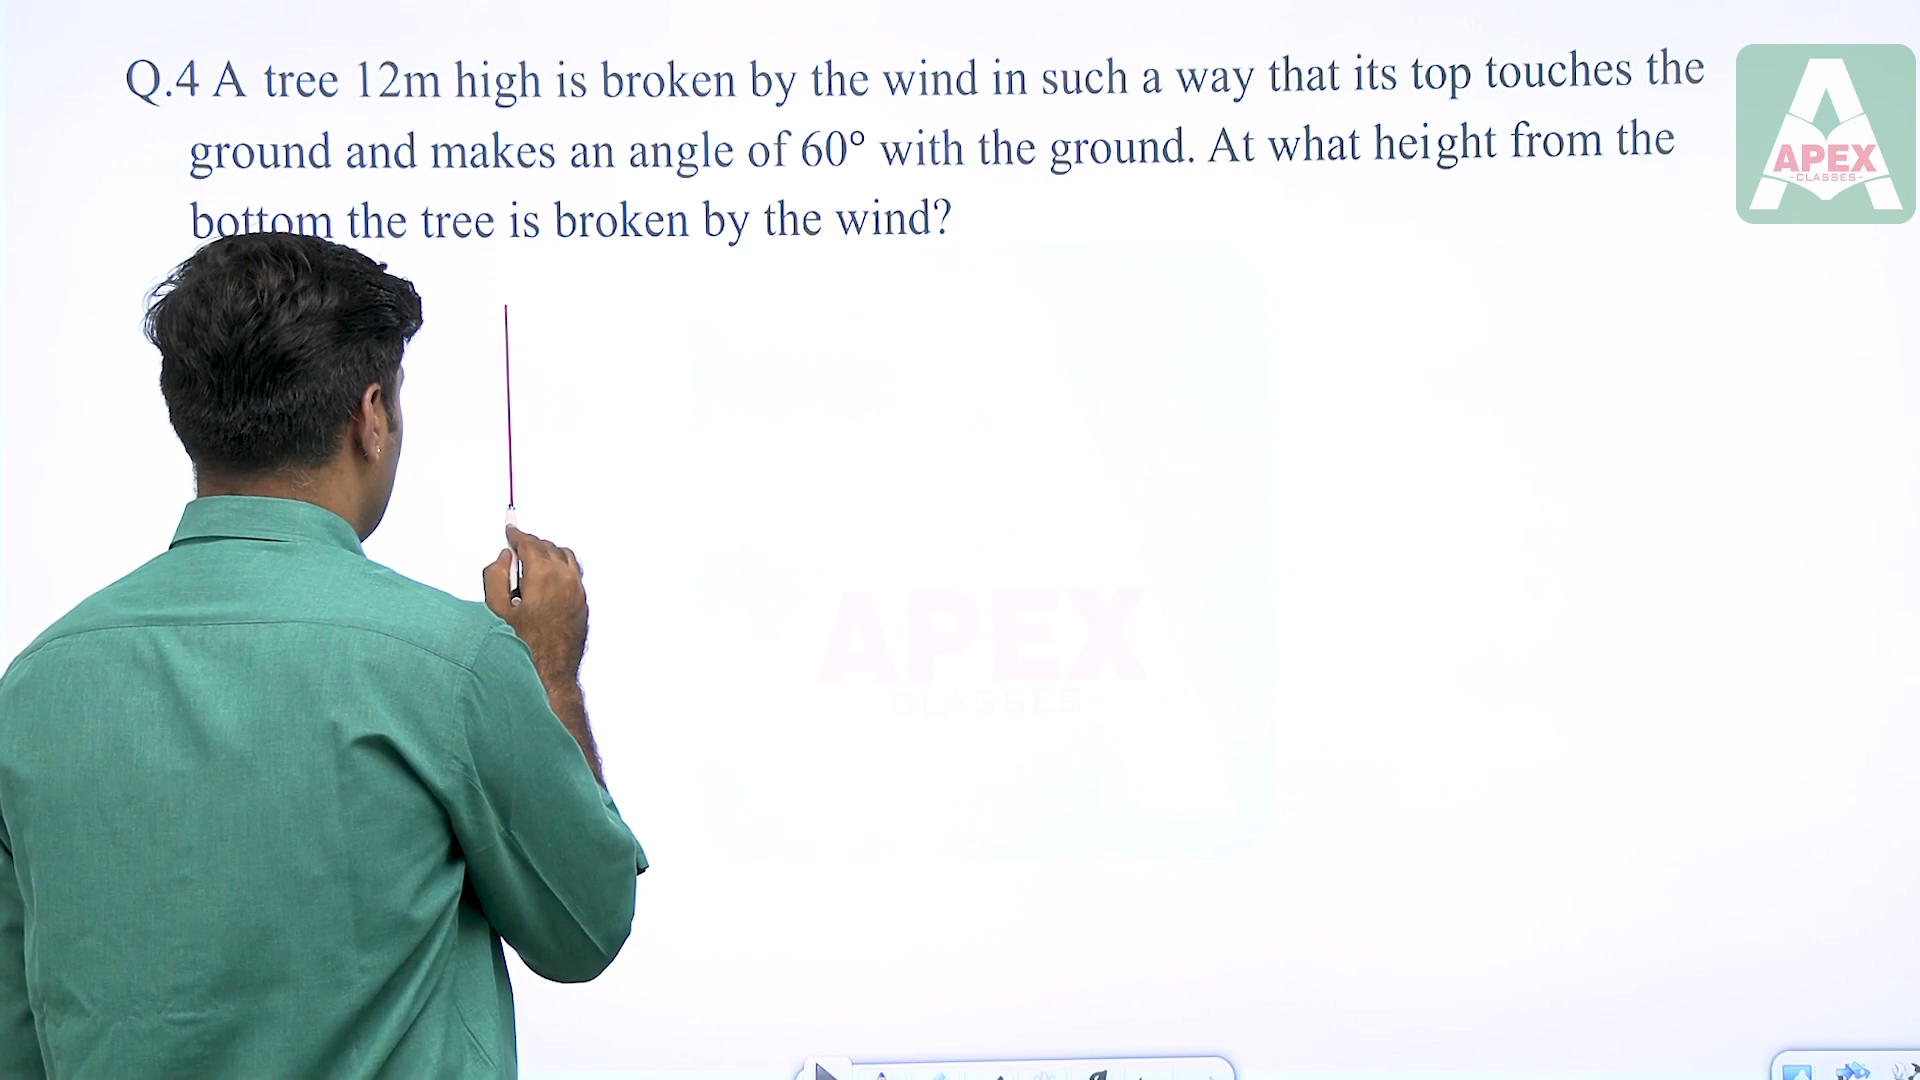 Q.4 A tree 12m high is broken by the wind in such a way that its top touches the
ground and makes an angle of 60° with the ground. At what height from the
bottom the tree is broken by the wind?
APEX
-CLASSES-
APEX
-CLASSES-